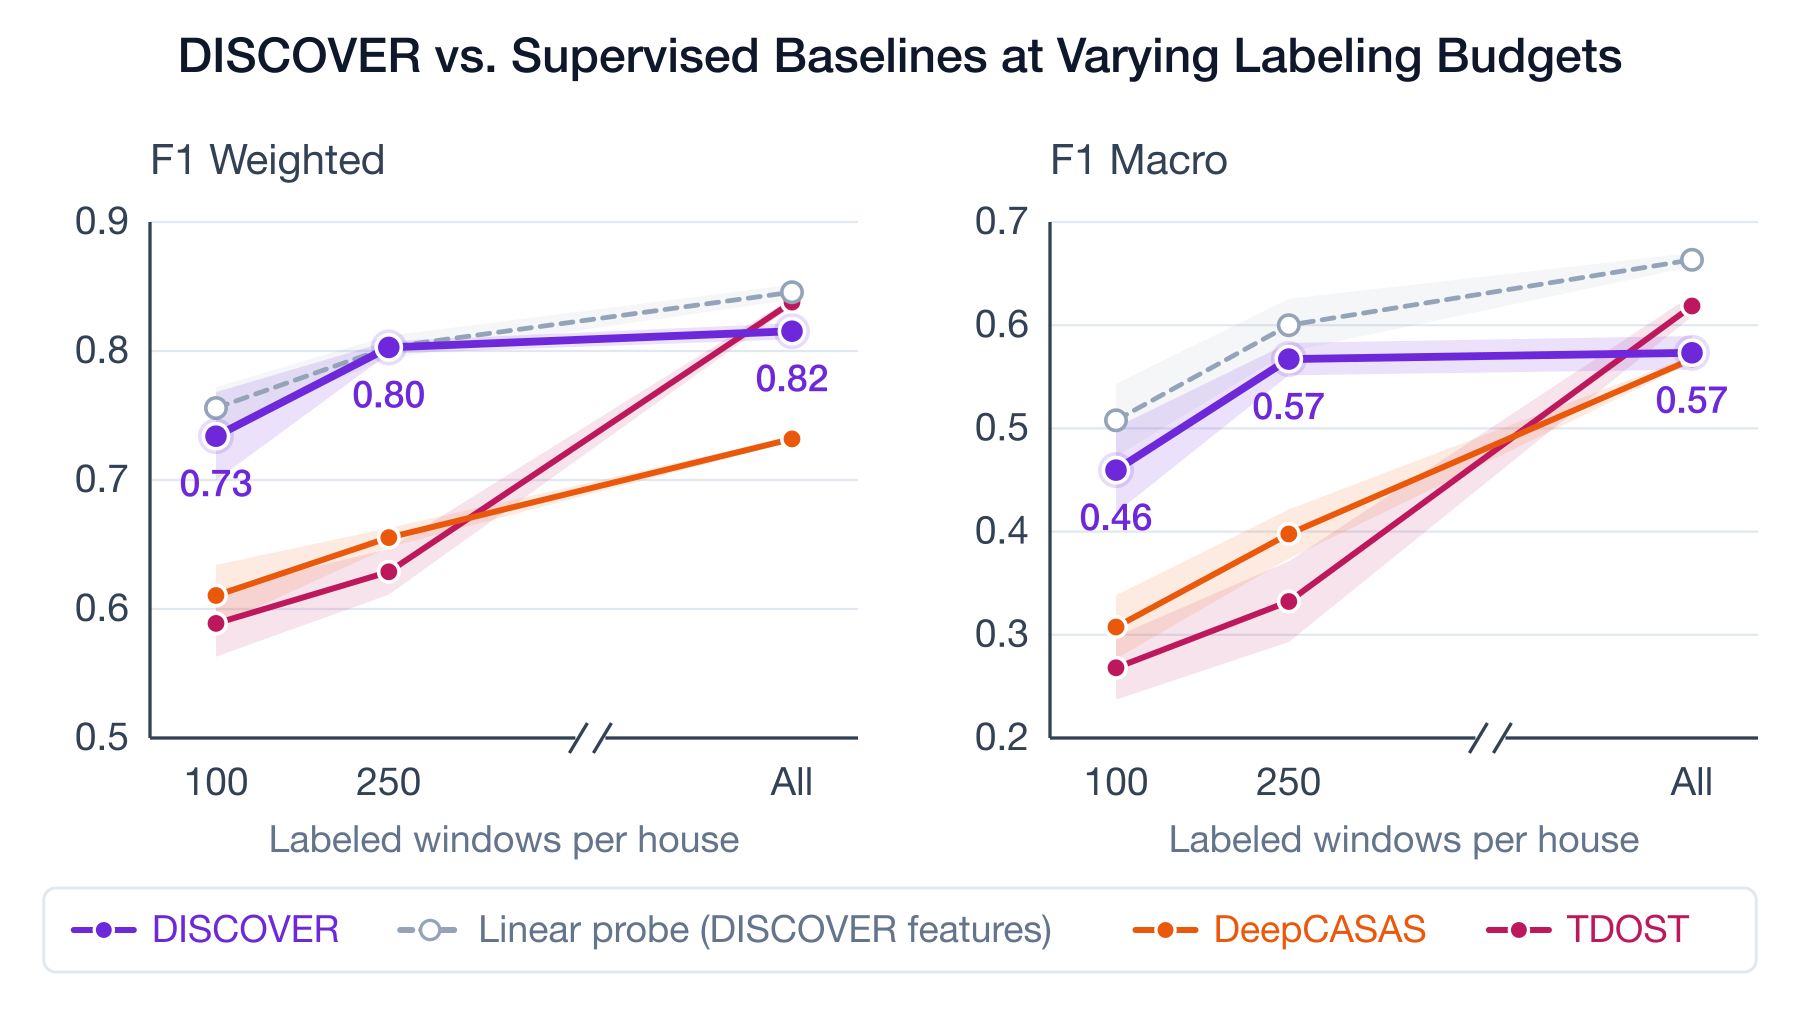 DISCOVER vs. Supervised Baselines at Varying Labeling Budgets
F1 Weighted
0.9
0.8
0.7
0.6
0.5
0.73
0.80
0.82
100 250 All
Labeled windows per house
F1 Macro
0.7
0.6
0.5
0.4
0.3
0.2
0.46
0.57
0.57
100 250 All
Labeled windows per house
DISCOVER Linear probe (DISCOVER features) DeepCASAS TDOST